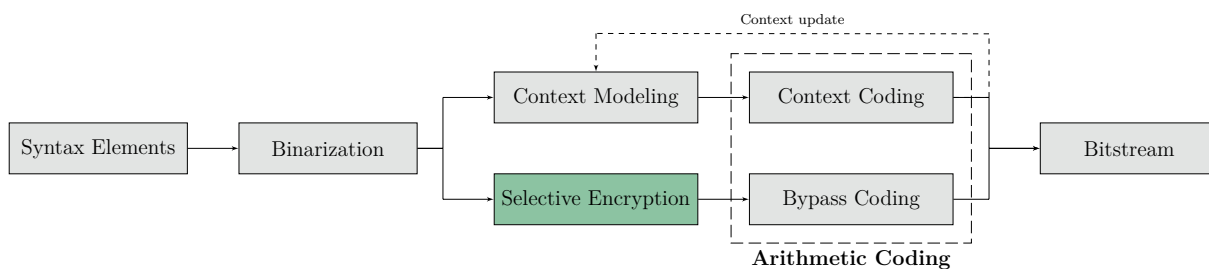 Context update
Context Modeling
Context Coding
Syntax Elements
Binarization
Bitstream
Selective Encryption
Bypass Coding
Arithmetic Coding